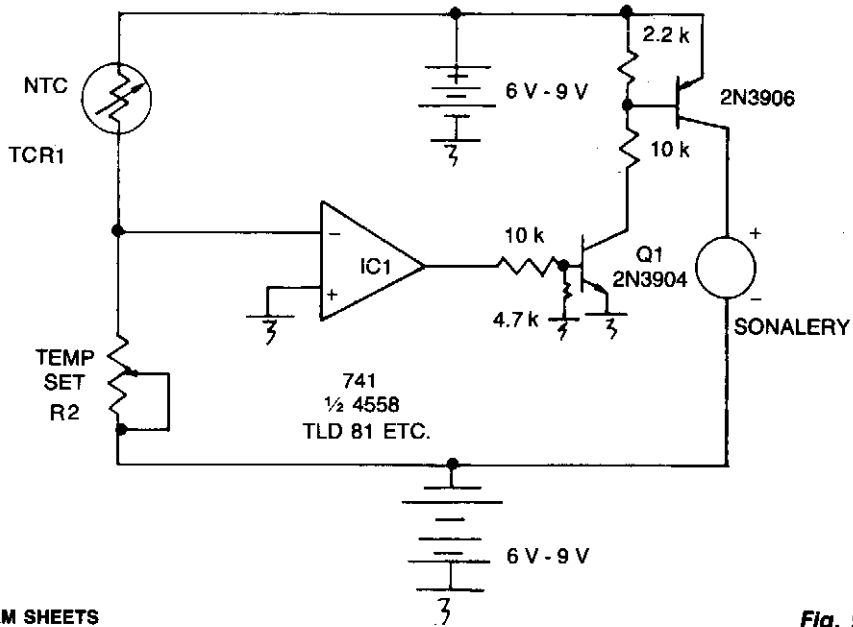 2.2 k
NTC
6 V - 9 V
2N3906
TCR1
10 k
+
−
+
−
IC1
+
10 k
Q1
2N3904
4.7 k
+
−
SONALERY
TEMP
SET
R2
741
½ 4558
TLD 81 ETC.
6 V - 9 V
M SHEETS
Fig.